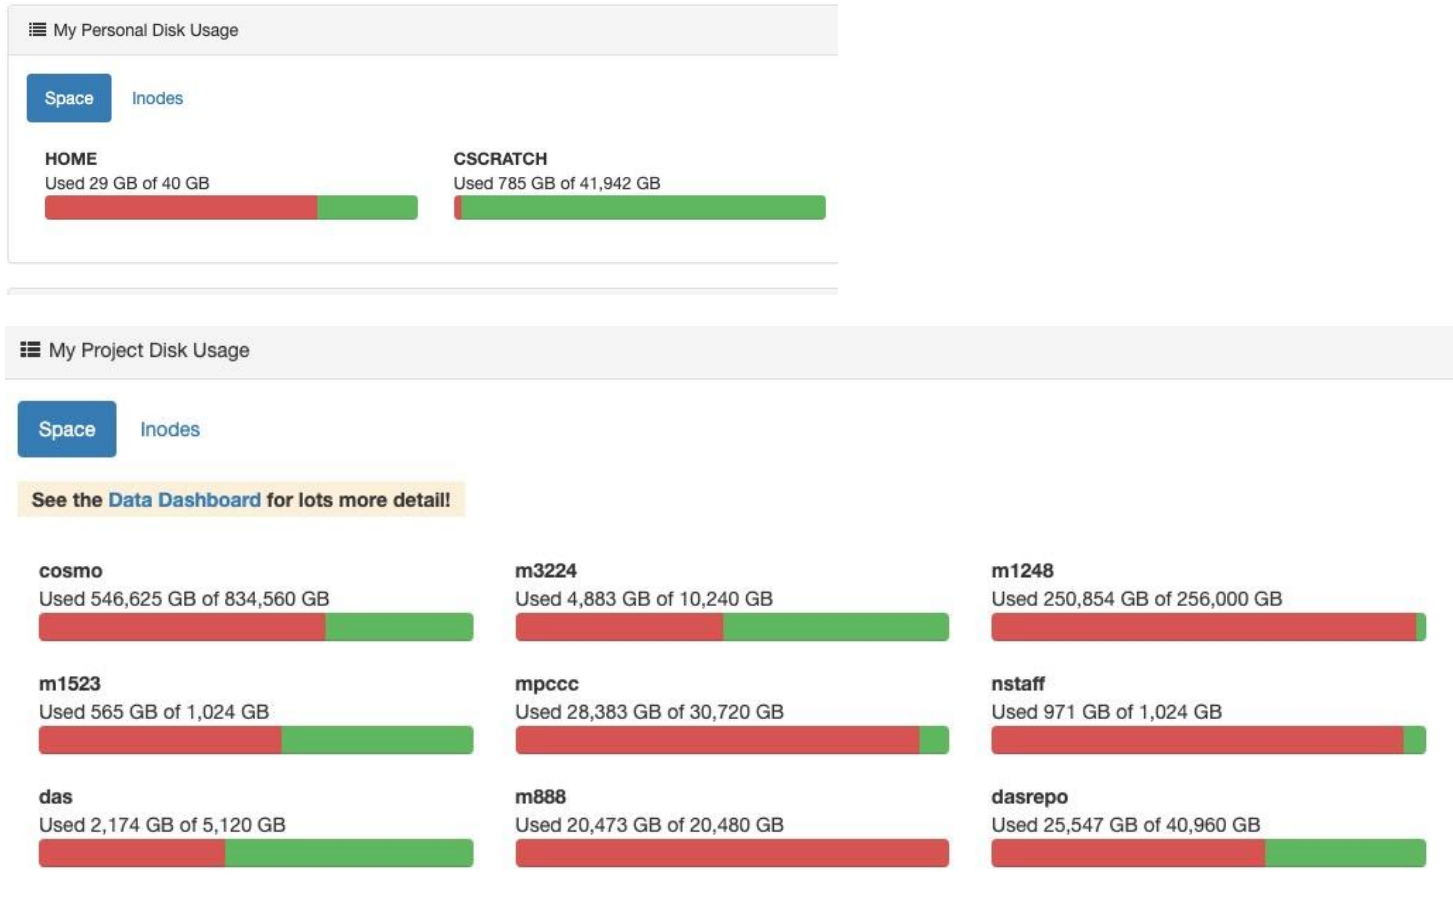 My Personal Disk Usage
Space Inodes
HOME
Used 29 GB of 40 GB
CSCRATCH
Used 785 GB of 41,942 GB
My Project Disk Usage
Space Inodes
See the Data Dashboard for lots more detail!
cosmo
Used 546,625 GB of 834,560 GB
m3224
Used 4,883 GB of 10,240 GB
m1248
Used 250,854 GB of 256,000 GB
m1523
Used 565 GB of 1,024 GB
mpccc
Used 28,383 GB of 30,720 GB
nstaff
Used 971 GB of 1,024 GB
das
Used 2,174 GB of 5,120 GB
m888
Used 20,473 GB of 20,480 GB
dasrepo
Used 25,547 GB of 40,960 GB